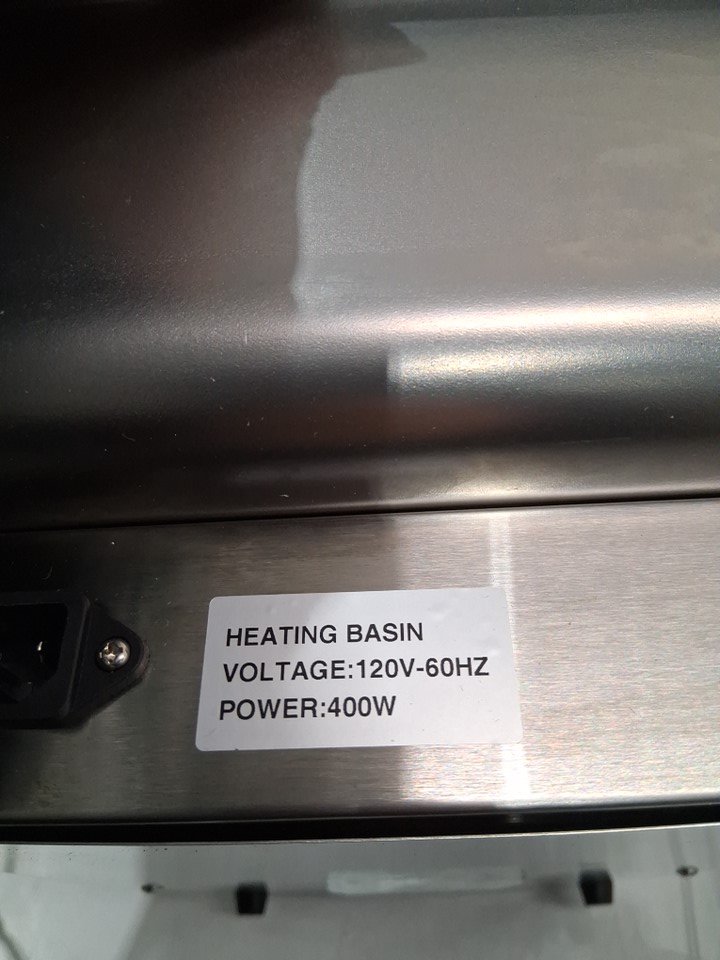 HEATING BASIN
VOLTAGE:120V-60HZ
POWER:400W